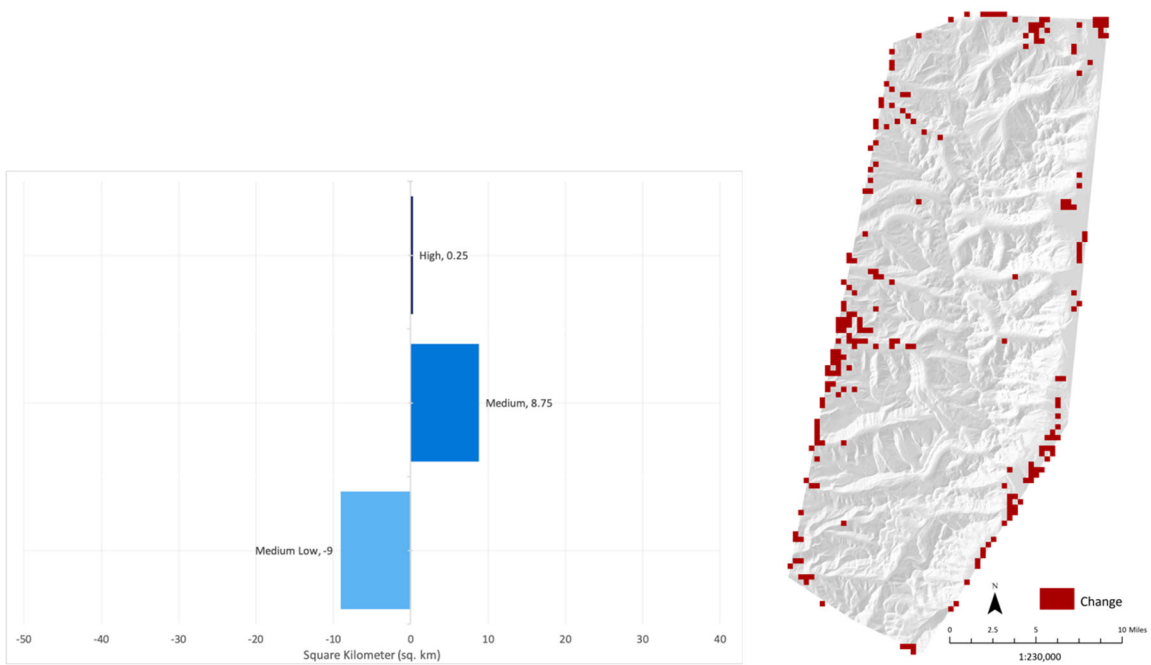 High, 0.25
Medium, 8.75
Medium Low, -9
-50 -40 -30 -20 -10 0 10 20 30 40
Square Kilometer (sq. km)
N
Change
0 2.5 5 10 Miles
1:230,000